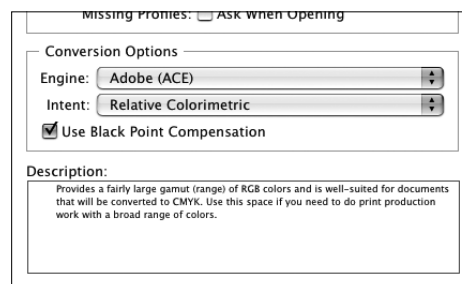 Missing Profiles: Ask When Opening
Conversion Options
Engine: Adobe (ACE)
Intent: Relative Colorimetric
Use Black Point Compensation
Description:
Provides a fairly large gamut (range) of RGB colors and is well-suited for documents
that will be converted to CMYK. Use this space if you need to do print production
work with a broad range of colors.